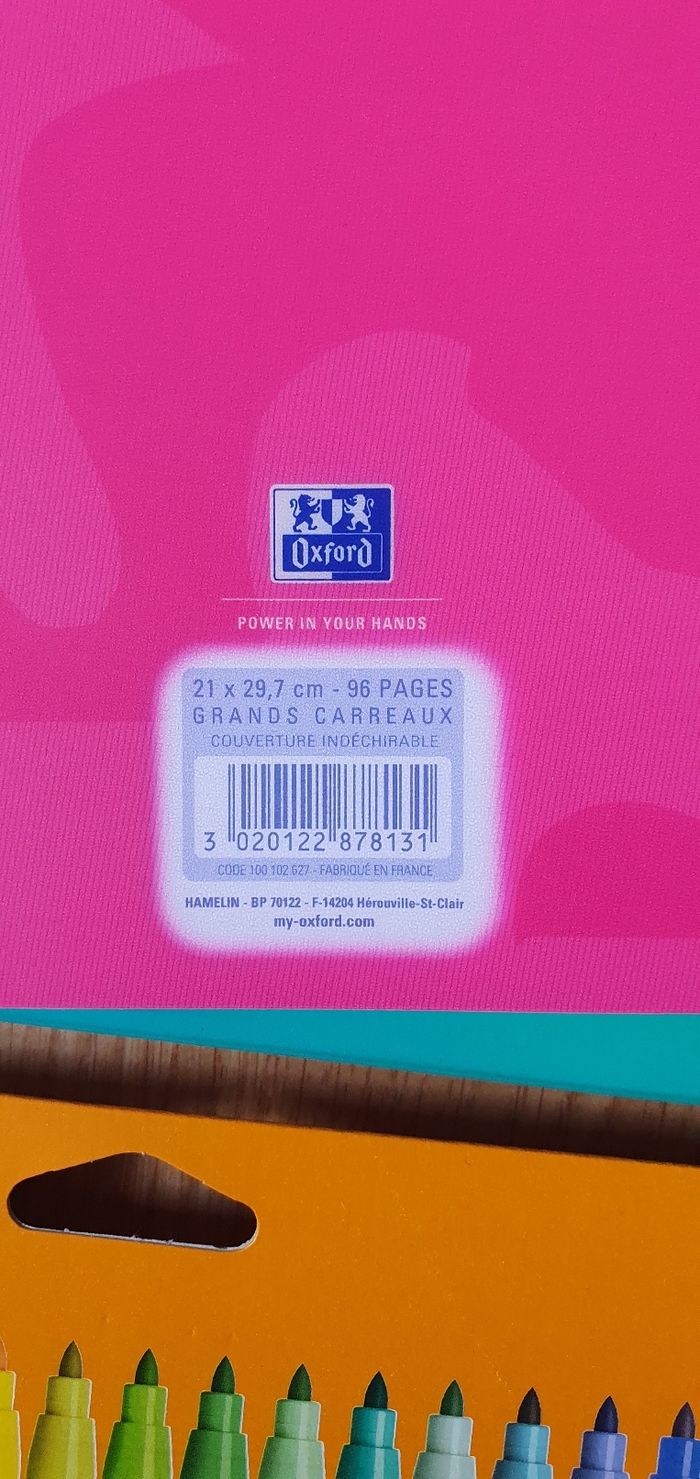 Oxford
POWER IN YOUR HANDS
21 x 29,7 cm - 96 PAGES
GRANDS CARREAUX
COUVERTURE INDÉCHIRABLE
3 020122 878131
CODE 100 102 627 - FABRIQUÉ EN FRANCE
HAMELIN - BP 70122 - F-14204 Hérouville-St-Clair
my-oxford.com